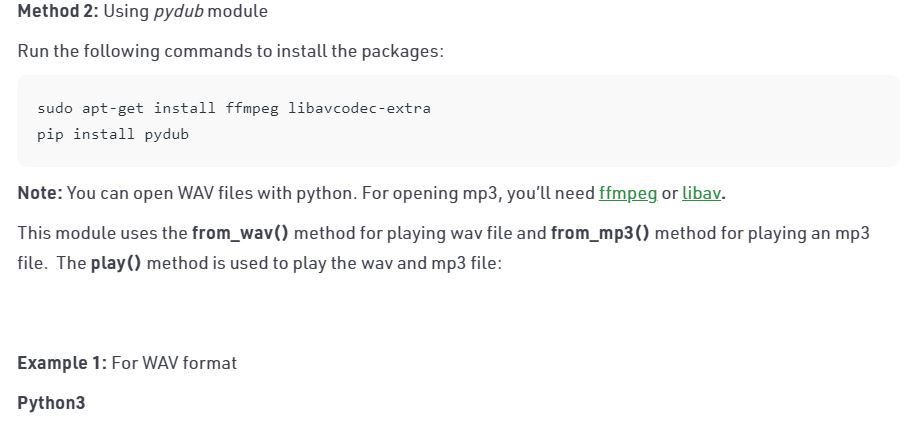 Method 2: Using pydub module
Run the following commands to install the packages:
sudo apt-get install ffmpeg libavcodec-extra
pip install pydub
Note: You can open WAV files with python. For opening mp3, you’ll need ffmpeg or libav.
This module uses the from_wav() method for playing wav file and from_mp3() method for playing an mp3
file.  The play() method is used to play the wav and mp3 file:
Example 1: For WAV format
Python3